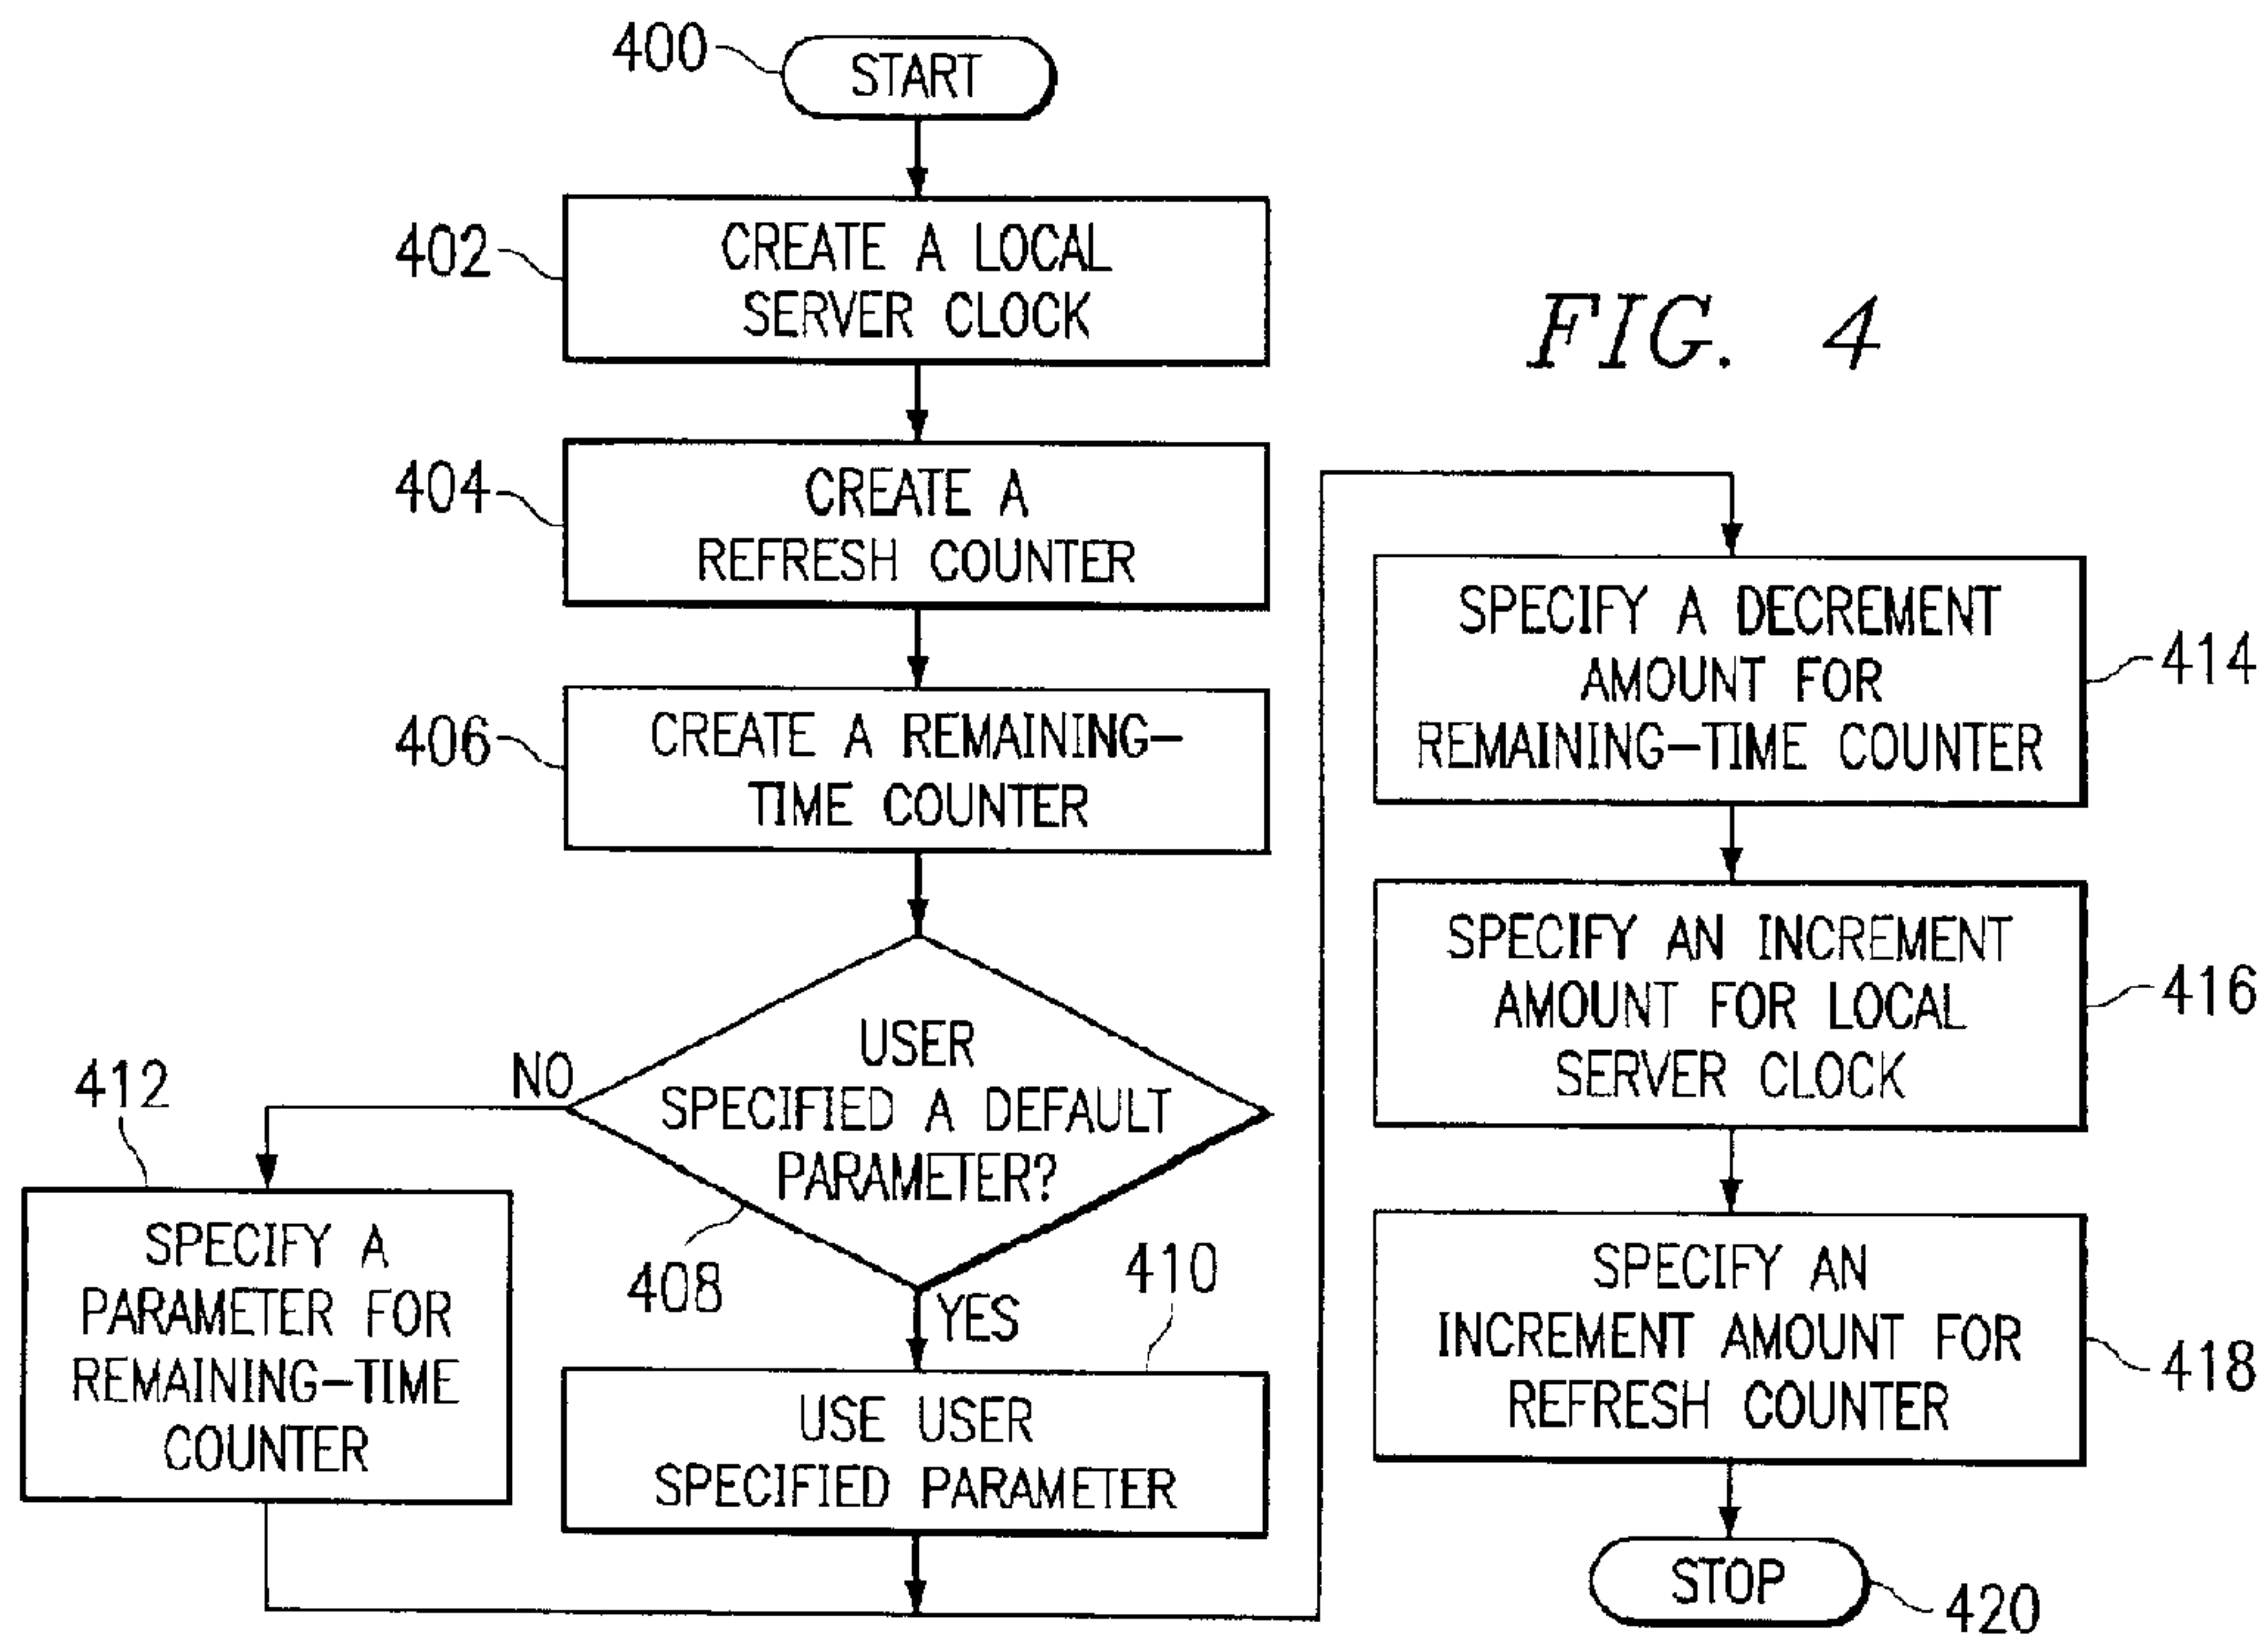 400
START
402
CREATE A LOCAL
SERVER CLOCK
FIG. 4
404
CREATE A
REFRESH COUNTER
406
CREATE A REMAINING-
TIME COUNTER
USER
SPECIFIED A DEFAULT
PARAMETER?
408
NO
YES
412
SPECIFY A
PARAMETER FOR
REMAINING-TIME
COUNTER
410
USE USER
SPECIFIED PARAMETER
SPECIFY A DECREMENT
AMOUNT FOR
REMAINING-TIME COUNTER
414
SPECIFY AN INCREMENT
AMOUNT FOR LOCAL
SERVER CLOCK
416
SPECIFY AN
INCREMENT AMOUNT FOR
REFRESH COUNTER
418
STOP
420